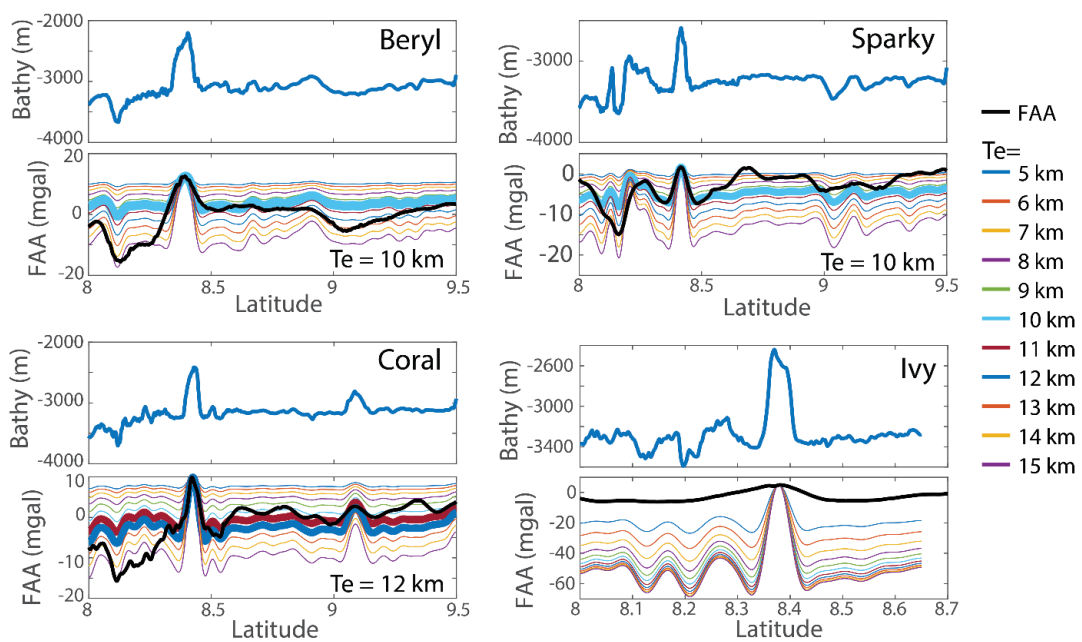 Beryl
Bathy (m)
-2000
-3000
-4000
FAA (mgal)
20
0
-20
Te = 10 km
8
8.5
9
9.5
Latitude
Sparky
Bathy (m)
-2000
-3000
-4000
FAA (mgal)
0
-10
-20
Te = 10 km
8
8.5
9
9.5
Latitude
Coral
Bathy (m)
-2000
-3000
-4000
FAA (mgal)
10
0
-10
-20
Te = 12 km
8
8.5
9
9.5
Latitude
Ivy
Bathy (m)
-2600
-3000
-3400
FAA (mgal)
0
-20
-40
-60
8
8.1
8.2
8.3
8.4
8.5
8.6
8.7
Latitude
FAA
Te=
5 km
6 km
7 km
8 km
9 km
10 km
11 km
12 km
13 km
14 km
15 km